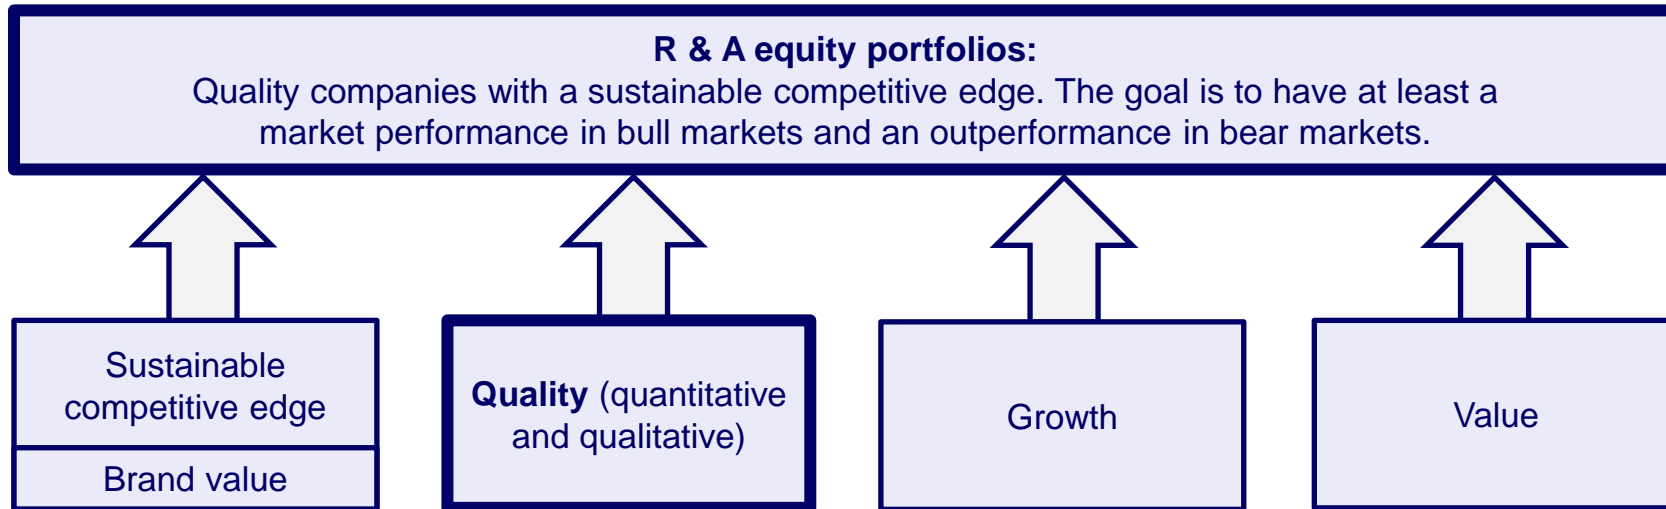 R & A equity portfolios:
Quality companies with a sustainable competitive edge. The goal is to have at least a
market performance in bull markets and an outperformance in bear markets.
Sustainable
competitive edge
Brand value
Quality (quantitative
and qualitative)
Growth
Value